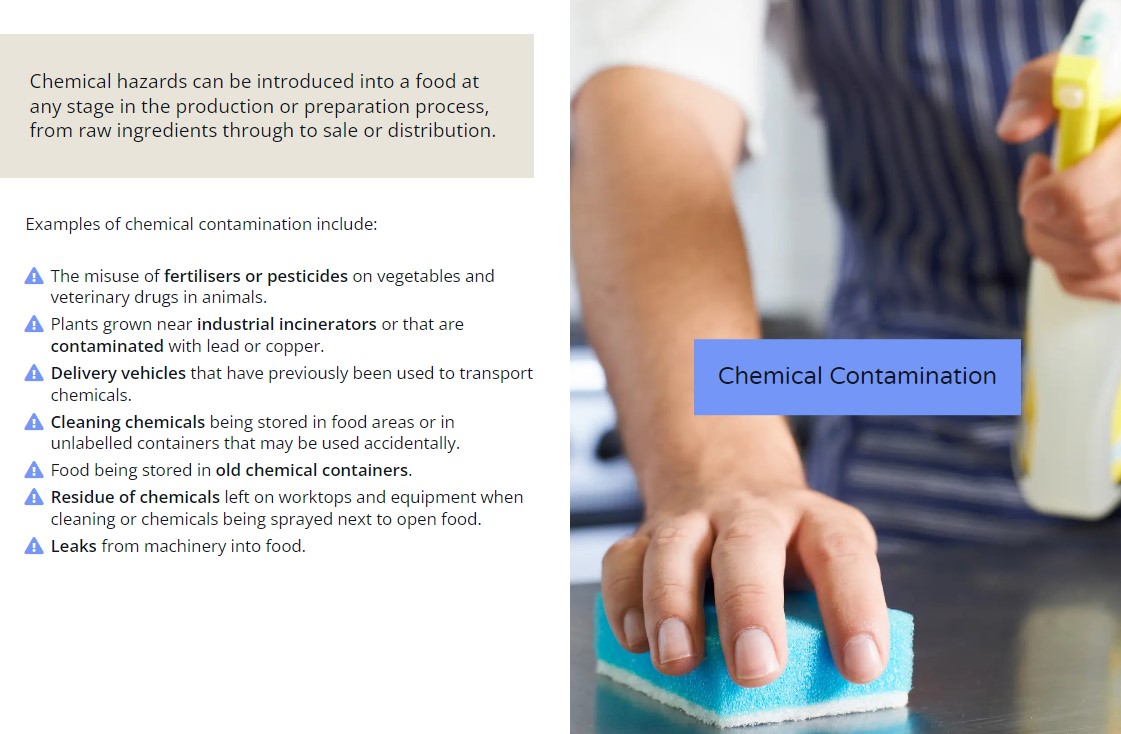 Chemical hazards can be introduced into a food at
any stage in the production or preparation process,
from raw ingredients through to sale or distribution.
Examples of chemical contamination include:
The misuse of fertilisers or pesticides on vegetables and
veterinary drugs in animals.
Plants grown near industrial incinerators or that are
contaminated with lead or copper.
Delivery vehicles that have previously been used to transport
chemicals.
Cleaning chemicals being stored in food areas or in
unlabelled containers that may be used accidentally.
Food being stored in old chemical containers.
Residue of chemicals left on worktops and equipment when
cleaning or chemicals being sprayed next to open food.
Leaks from machinery into food.
Chemical Contamination